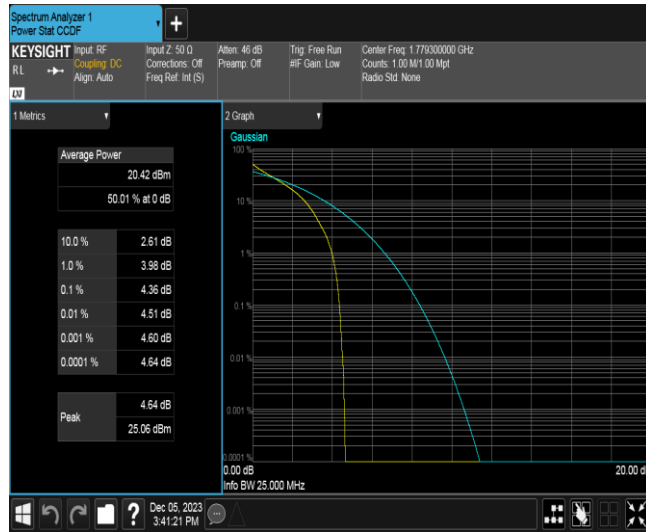 Spectrum Analyzer 1
Power Stat CCDF
KEYSIGHT
RL
LXI
Input: RF
Coupling: DC
Align: Auto
Input Z: 50 Ω
Corrections: Off
Freq Ref: Int (S)
Atten: 46 dB
Preamp: Off
Trig: Free Run
#IF Gain: Low
Center Freq: 1.779300000 GHz
Counts: 1.00 M/1.00 Mpt
Radio Std: None
1 Metrics
Average Power
20.42 dBm
50.01 % at 0 dB
10.0 % 2.61 dB
1.0 % 3.98 dB
0.1 % 4.36 dB
0.01 % 4.51 dB
0.001 % 4.60 dB
0.0001 % 4.64 dB
Peak
4.64 dB
25.06 dBm
2 Graph
Gaussian
100 %
10 %
1 %
0.1 %
0.01 %
0.001 %
0.0001 %
0.00 dB
20.00 d
Info BW 25.000 MHz
?
Dec 05, 2023
3:41:21 PM